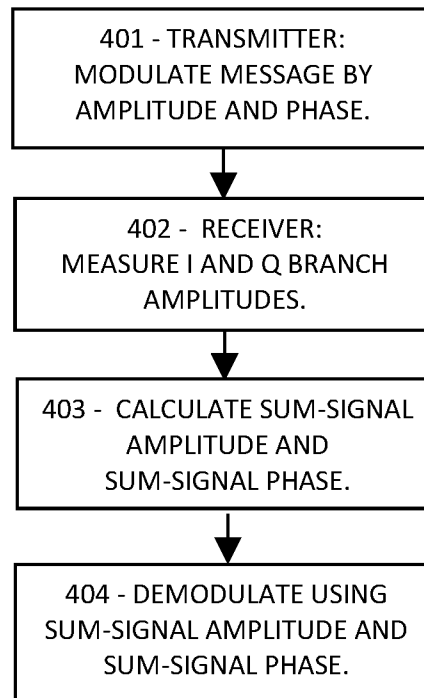 401 - TRANSMITTER:
MODULATE MESSAGE BY
AMPLITUDE AND PHASE.
402 - RECEIVER:
MEASURE I AND Q BRANCH
AMPLITUDES.
403 - CALCULATE SUM-SIGNAL
AMPLITUDE AND
SUM-SIGNAL PHASE.
404 - DEMODULATE USING
SUM-SIGNAL AMPLITUDE AND
SUM-SIGNAL PHASE.